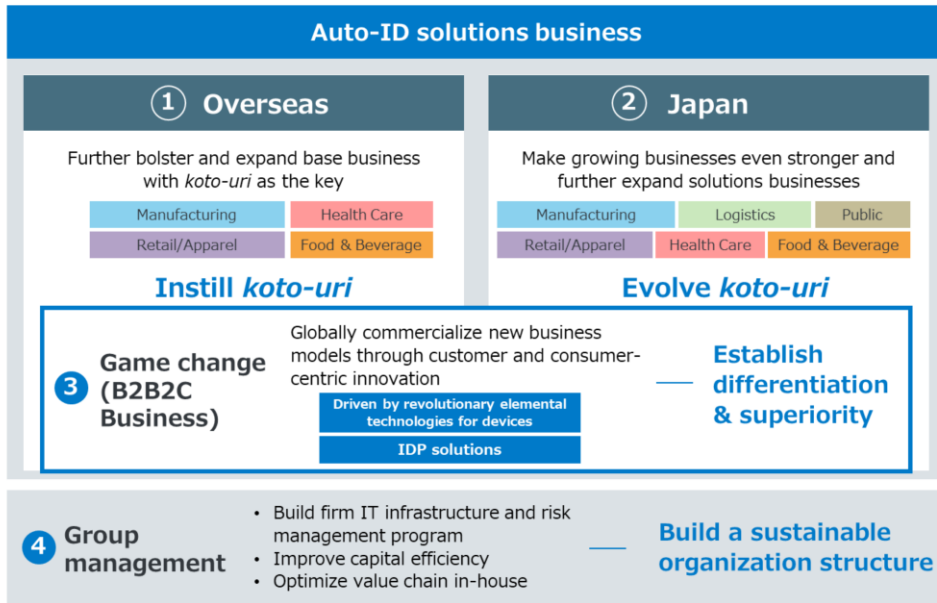 Auto-ID solutions business
① Overseas
Further bolster and expand base business
with koto-uri as the key
Manufacturing
Health Care
Retail/Apparel
Food & Beverage
Instill koto-uri
② Japan
Make growing businesses even stronger and
further expand solutions businesses
Manufacturing
Logistics
Public
Retail/Apparel
Health Care
Food & Beverage
Evolve koto-uri
❸ Game change
(B2B2C
Business)
Globally commercialize new business
models through customer and consumer-
centric innovation
Driven by revolutionary elemental
technologies for devices
IDP solutions
Establish
differentiation
& superiority
❹ Group
management
• Build firm IT infrastructure and risk
management program
• Improve capital efficiency
• Optimize value chain in-house
Build a sustainable
organization structure